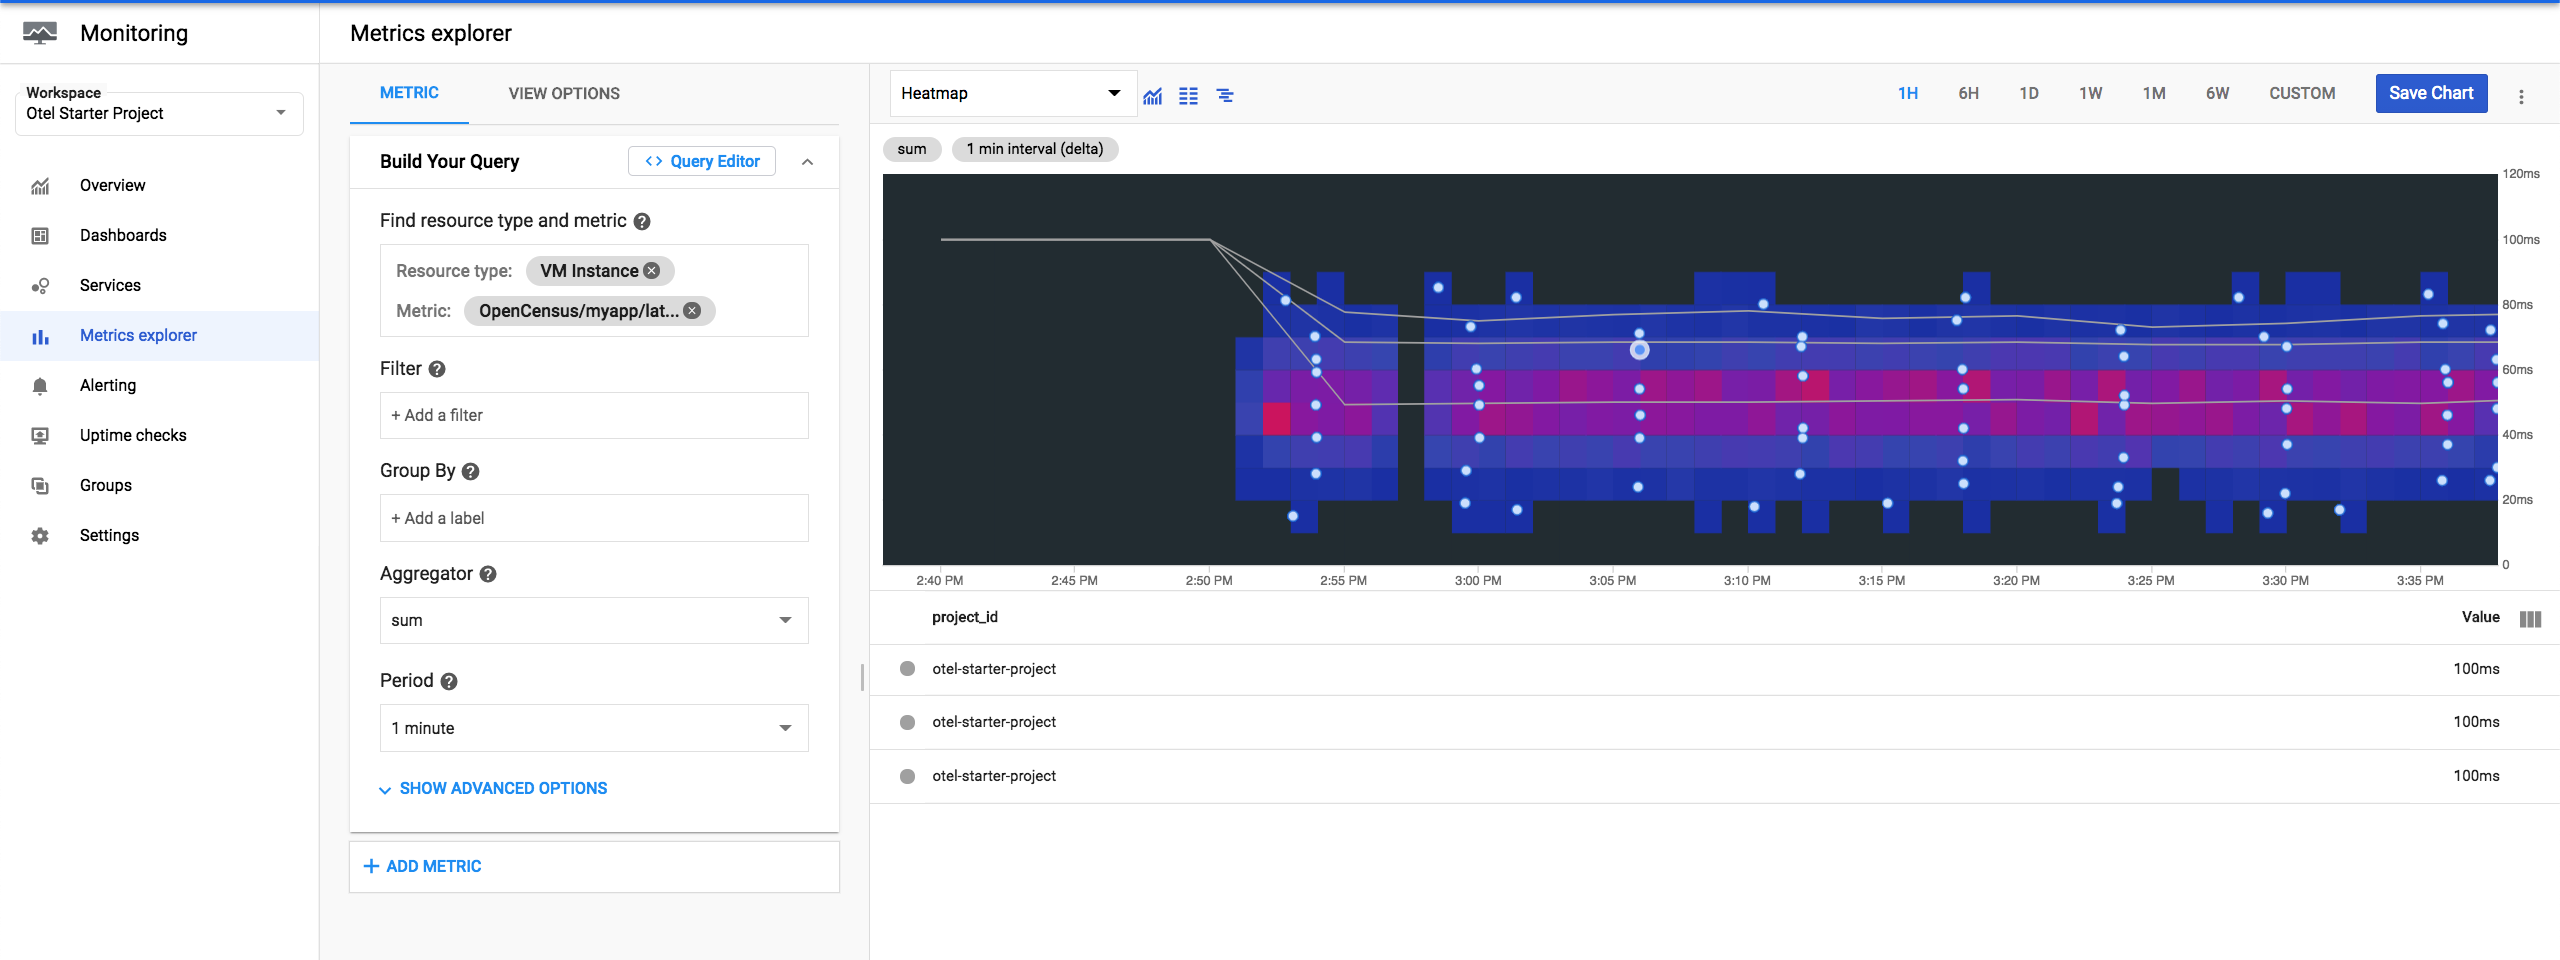 Monitoring
Metrics explorer
Workspace
Otel Starter Project
Overview
Dashboards
Services
Metrics explorer
Alerting
Uptime checks
Groups
Settings
METRIC
VIEW OPTIONS
Build Your Query
<> Query Editor
Find resource type and metric
Resource type: VM Instance
Metric: OpenCensus/myapp/lat...
Filter
+ Add a filter
Group By
+ Add a label
Aggregator
sum
Period
1 minute
SHOW ADVANCED OPTIONS
+ ADD METRIC
Heatmap
1H 6H 1D 1W 1M 6W CUSTOM
Save Chart
sum
1 min interval (delta)
120ms
100ms
80ms
60ms
40ms
20ms
0
2:40 PM 2:45 PM 2:50 PM 2:55 PM 3:00 PM 3:05 PM 3:10 PM 3:15 PM 3:20 PM 3:25 PM 3:30 PM 3:35 PM
project_id Value
otel-starter-project 100ms
otel-starter-project 100ms
otel-starter-project 100ms